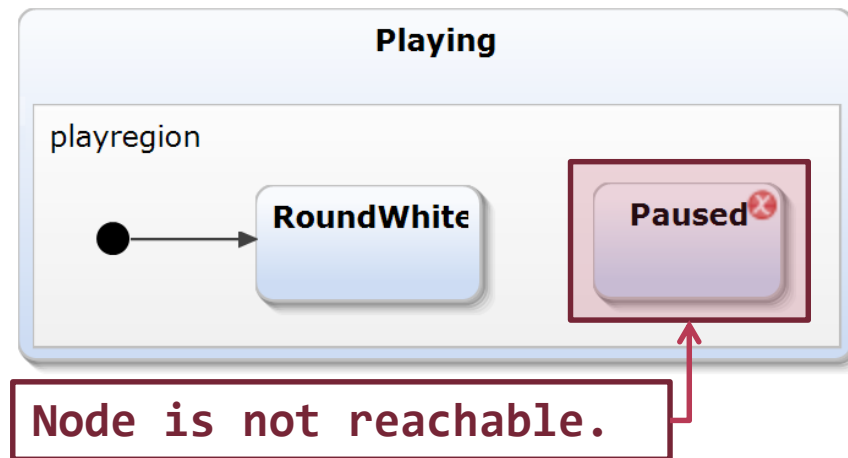 Playing
playregion
RoundWhite
Paused
Node is not reachable.